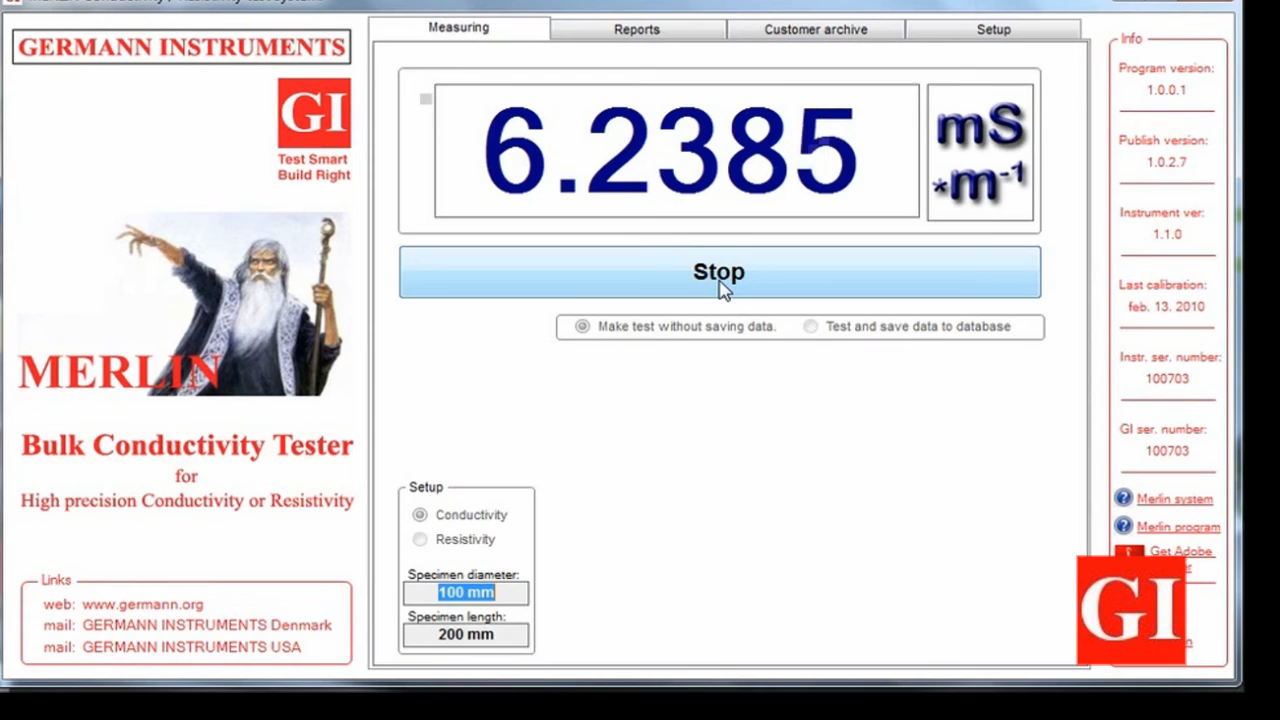 GERMANN INSTRUMENTS
GI
Test Smart
Build Right
MERLIN
Bulk Conductivity Tester
for
High precision Conductivity or Resistivity
Links
web: www.germann.org
mail: GERMANN INSTRUMENTS Denmark
mail: GERMANN INSTRUMENTS USA
Measuring
Reports
Customer archive
Setup
6.2385
mS
*m⁻¹
Stop
Make test without saving data.
Test and save data to database
Setup
Conductivity
Resistivity
Specimen diameter:
100 mm
Specimen length:
200 mm
Info
Program version:
1.0.0.1
Publish version:
1.0.2.7
Instrument ver:
1.1.0
Last calibration:
feb. 13. 2010
Instr. ser. number:
100703
GI ser. number:
100703
Merlin system
Merlin program
Get Adobe
GI